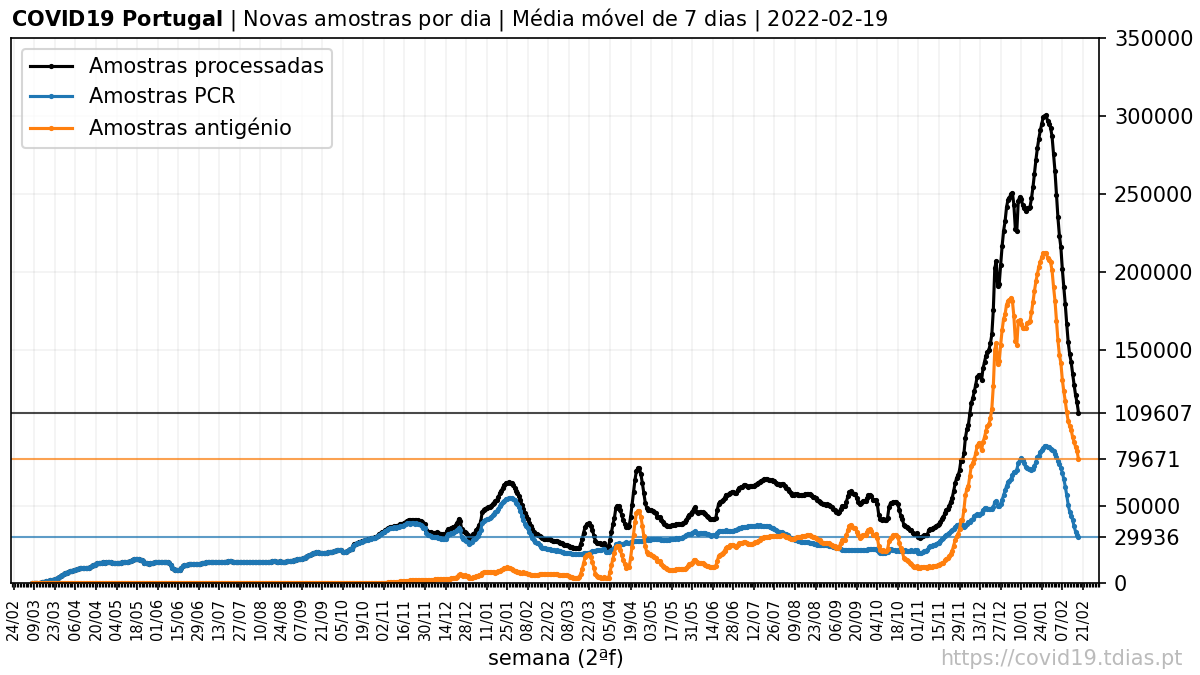 COVID19 Portugal | Novas amostras por dia | Média móvel de 7 dias | 2022-02-19
Amostras processadas
Amostras PCR
Amostras antigénio
350000
300000
250000
200000
150000
109607
79671
50000
29936
0
24/02 09/03 23/03 06/04 20/04 04/05 18/05 01/06 15/06 29/06 13/07 27/07 10/08 24/08 07/09 21/09 05/10 19/10 02/11 16/11 30/11 14/12 28/12 11/01 25/01 08/02 22/02 08/03 22/03 05/04 19/04 03/05 17/05 31/05 14/06 28/06 12/07 26/07 09/08 23/08 06/09 20/09 04/10 18/10 01/11 15/11 29/11 13/12 27/12 10/01 24/01 07/02 21/02
semana (2ªf)
https://covid19.tdias.pt